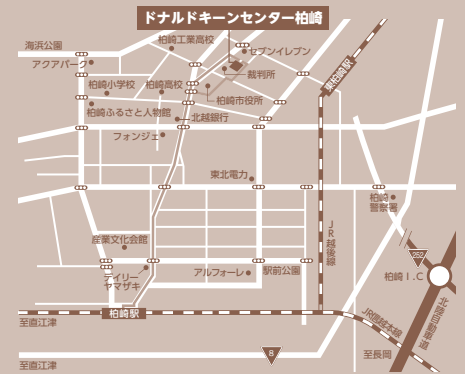 ドナルドキーンセンター柏崎
海浜公園
柏崎工業高校
セブンイレブン
アクアパーク
裁判所
東柏崎駅
柏崎小学校
柏崎高校
柏崎市役所
柏崎ふるさと人物館
北越銀行
フォンジェ
東北電力
柏崎
警察署
産業文化会館
JR越後線
252
デイリー
ヤマザキ
アルフォーレ
駅前公園
柏崎I.C
北陸自動車道
柏崎駅
至直江津
JR信越本線
8
至長岡
至直江津